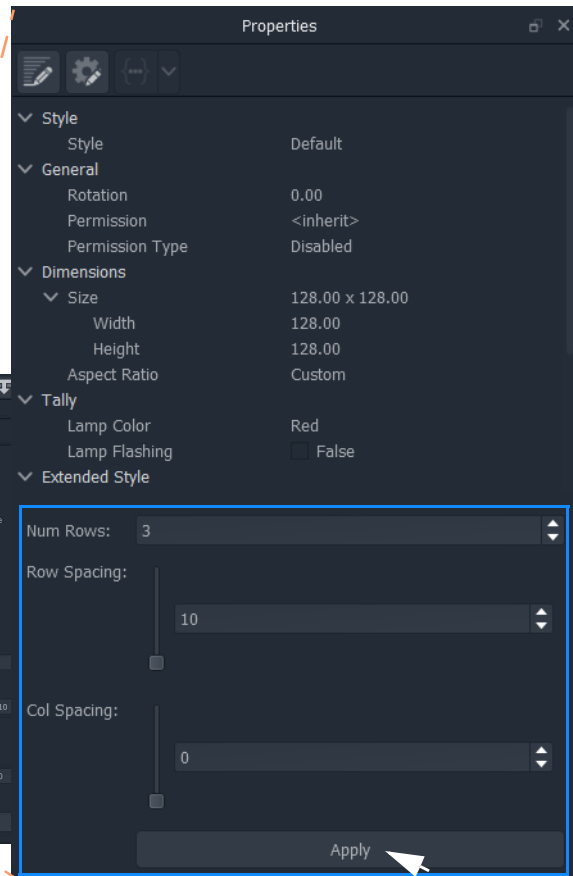 Properties
Style
Style Default
General
Rotation 0.00
Permission <inherit>
Permission Type Disabled
Dimensions
Size 128.00 x 128.00
Width 128.00
Height 128.00
Aspect Ratio Custom
Tally
Lamp Color Red
Lamp Flashing False
Extended Style
Num Rows: 3
Row Spacing:
10
Col Spacing:
10
0
0
Apply